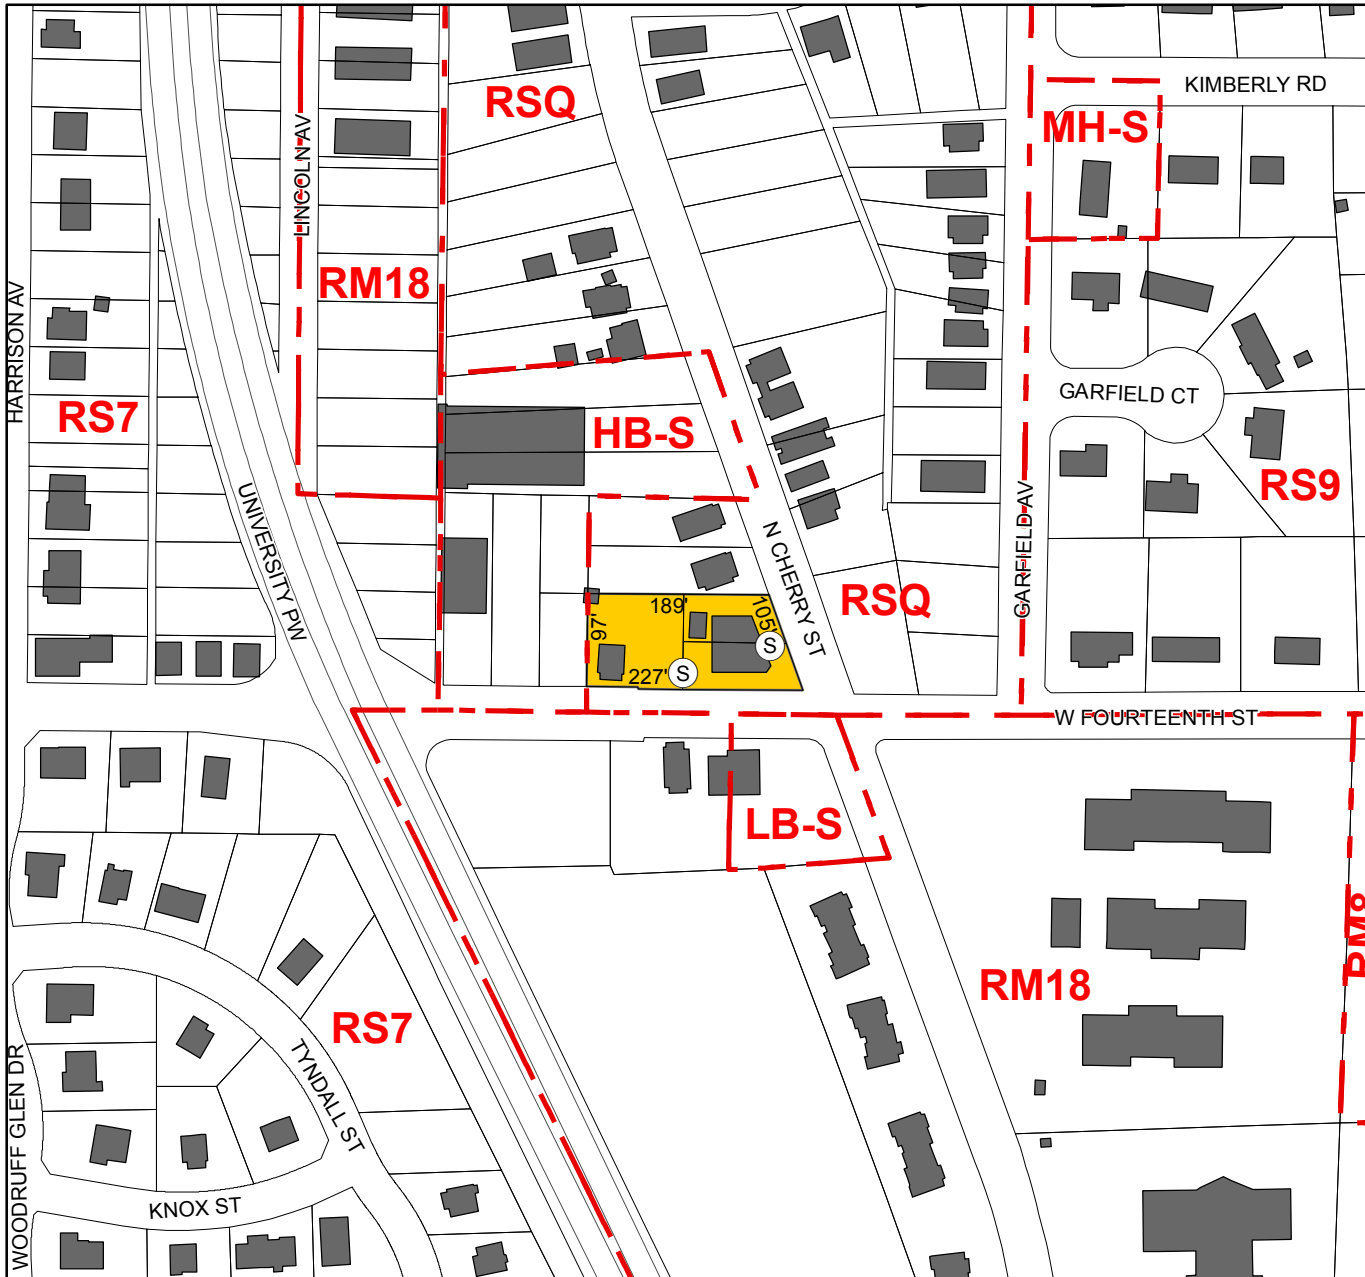 KIMBERLY RD
RSQ
MH-S
LINCOLN AV
RM18
HARRISON AV
RS7
HB-S
GARFIELD CT
RS9
UNIVERSITY PW
N CHERRY ST
GARFIELD AV
RSQ
189'
105'
97'
S
227'
S
W FOURTEENTH ST
LB-S
RM8
RM18
RS7
WOODRUFF GLEN DR
TYNDALL ST
KNOX ST